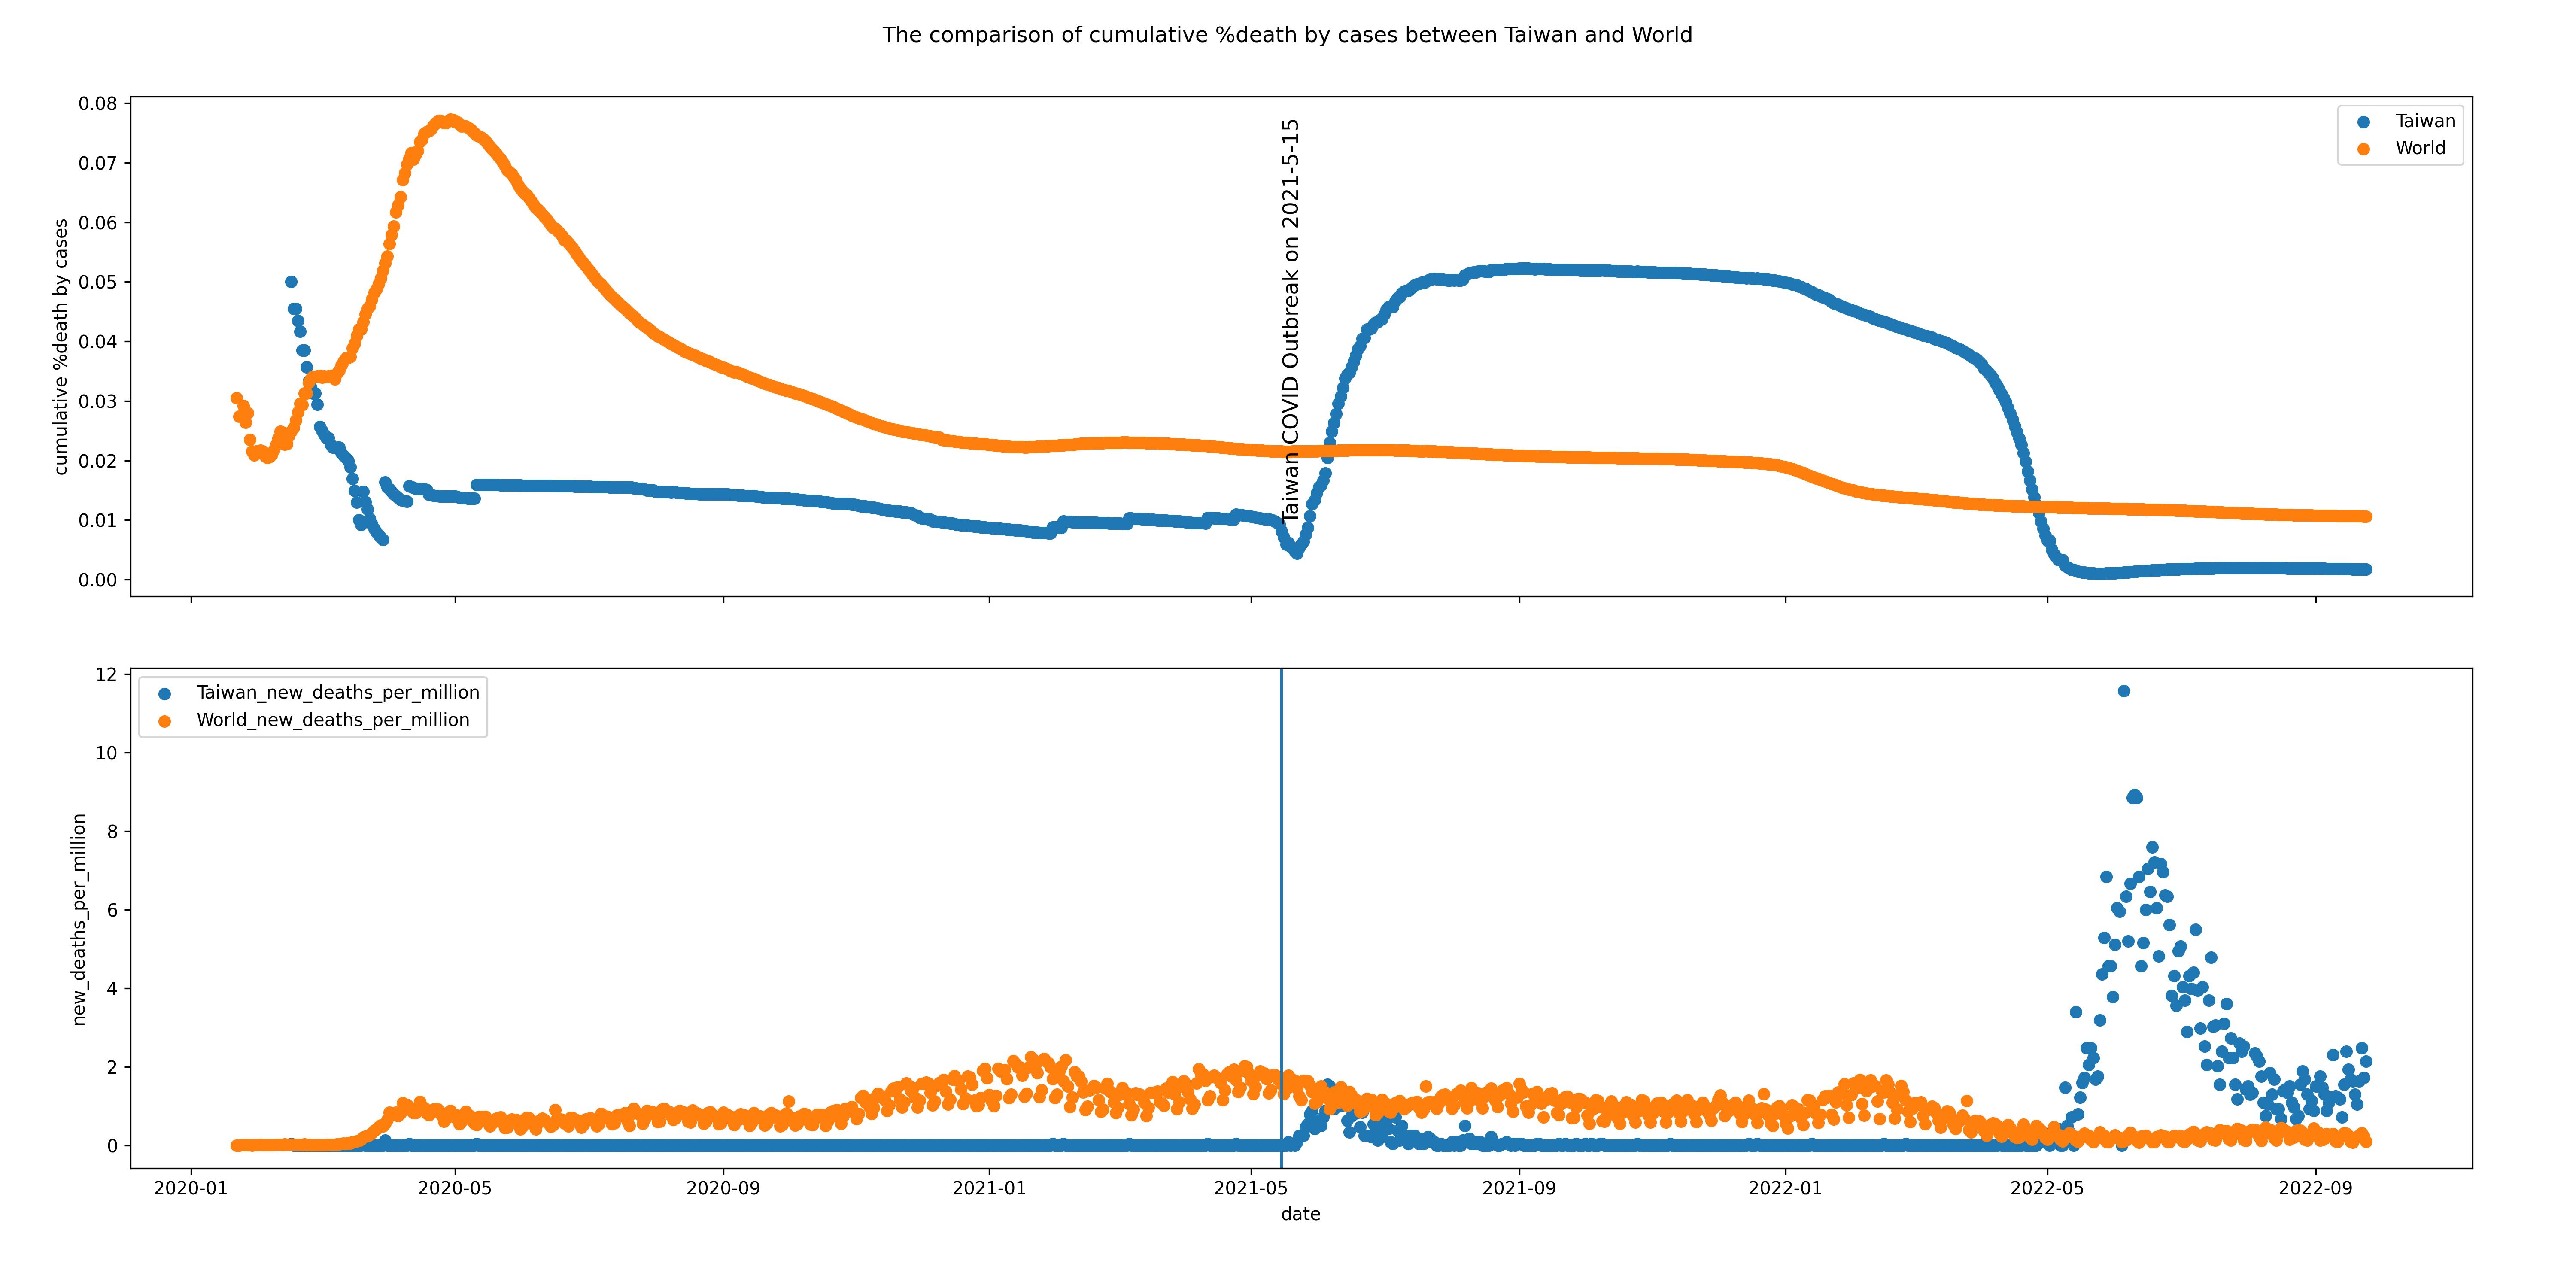 The comparison of cumulative %death by cases between Taiwan and World
0.08
0.07
0.06
0.05
0.04
0.03
0.02
0.01
0.00
cumulative %death by cases
Taiwan COVID Outbreak on 2021-5-15
Taiwan
World
12
10
8
6
4
2
0
new_deaths_per_million
Taiwan_new_deaths_per_million
World_new_deaths_per_million
2020-01
2020-05
2020-09
2021-01
2021-05
2021-09
2022-01
2022-05
2022-09
date